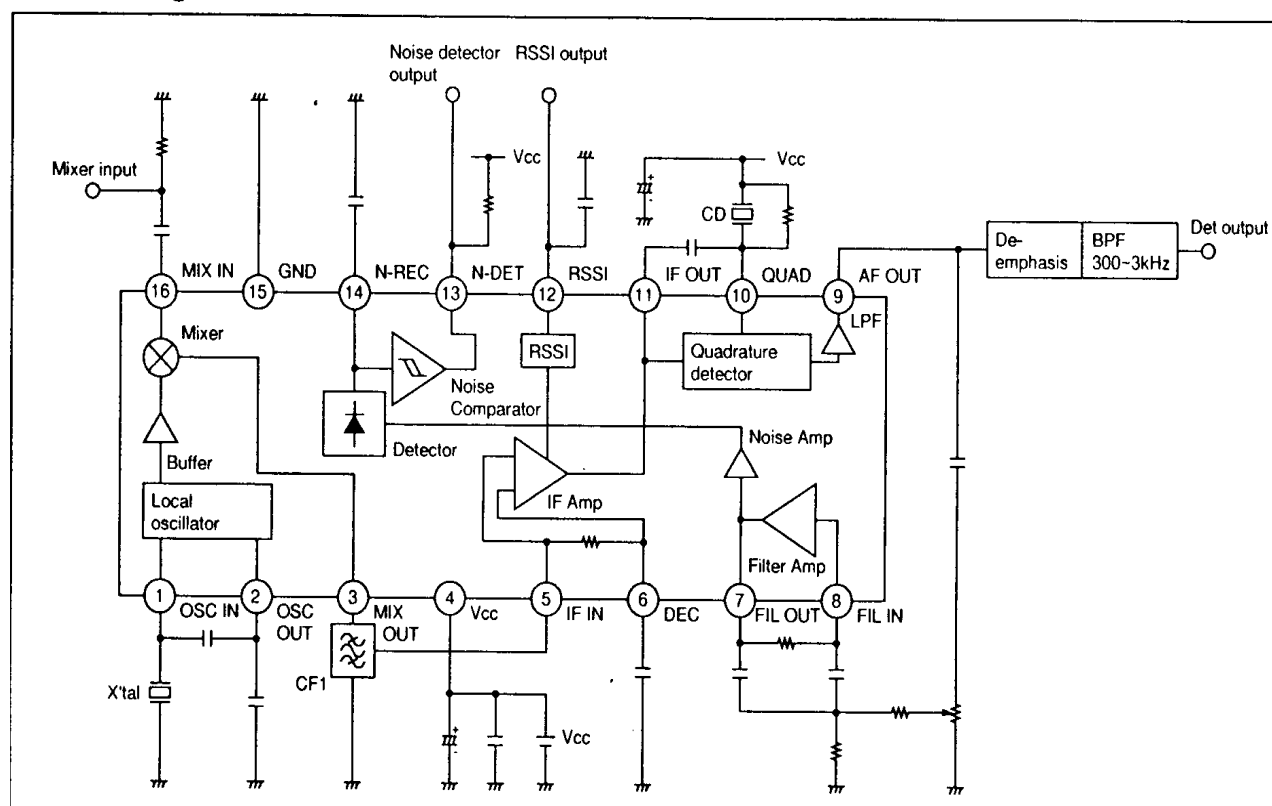 Noise detector
output
RSSI output
Mixer input
Vcc
Vcc
CD
De-
emphasis
BPF
300~3kHz
Det output
16
MIX IN
15
GND
14
N-REC
13
N-DET
12
RSSI
11
IF OUT
10
QUAD
9
AF OUT
LPF
Mixer
RSSI
Quadrature
detector
Noise
Comparator
Buffer
Detector
Noise Amp
IF Amp
Local
oscillator
Filter Amp
1
OSC IN
2
OSC
OUT
3
MIX
OUT
4
Vcc
5
IF IN
6
DEC
7
FIL OUT
8
FIL IN
X'tal
CF1
+
-
Vcc